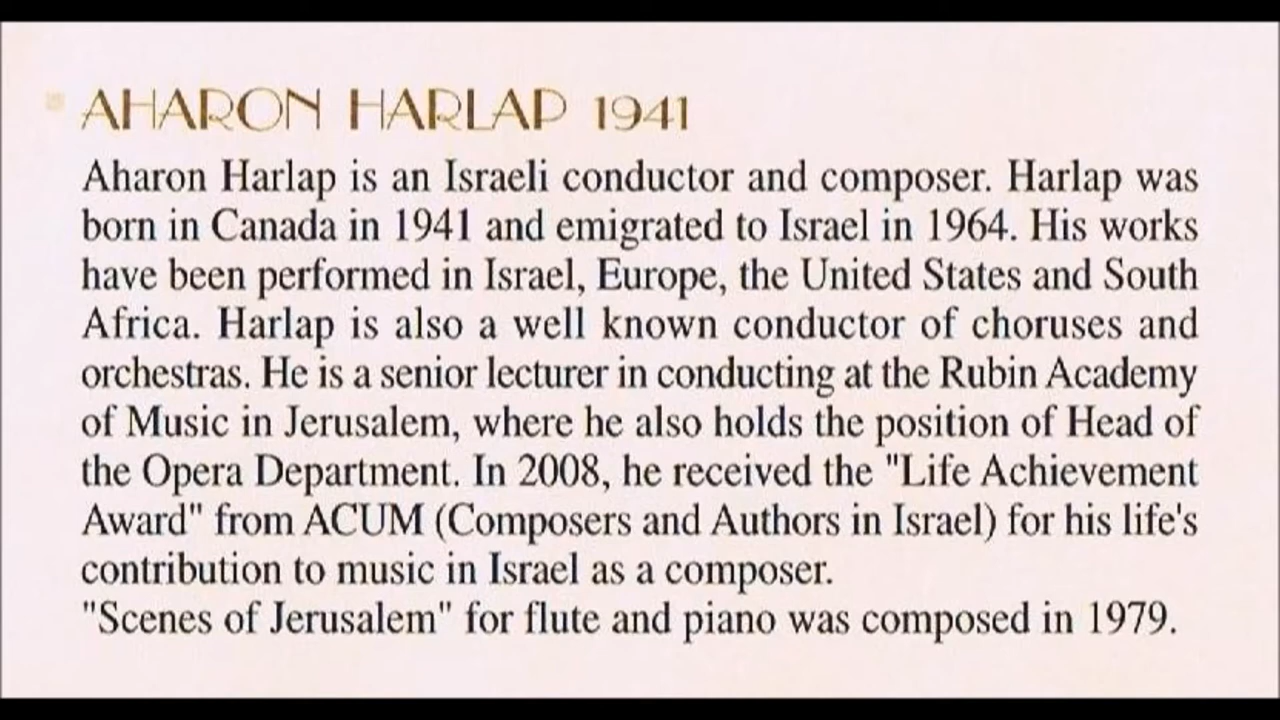 AHARON HARLAP 1941
Aharon Harlap is an Israeli conductor and composer. Harlap was
born in Canada in 1941 and emigrated to Israel in 1964. His works
have been performed in Israel, Europe, the United States and South
Africa. Harlap is also a well known conductor of choruses and
orchestras. He is a senior lecturer in conducting at the Rubin Academy
of Music in Jerusalem, where he also holds the position of Head of
the Opera Department. In 2008, he received the "Life Achievement
Award" from ACUM (Composers and Authors in Israel) for his life's
contribution to music in Israel as a composer.
"Scenes of Jerusalem" for flute and piano was composed in 1979.